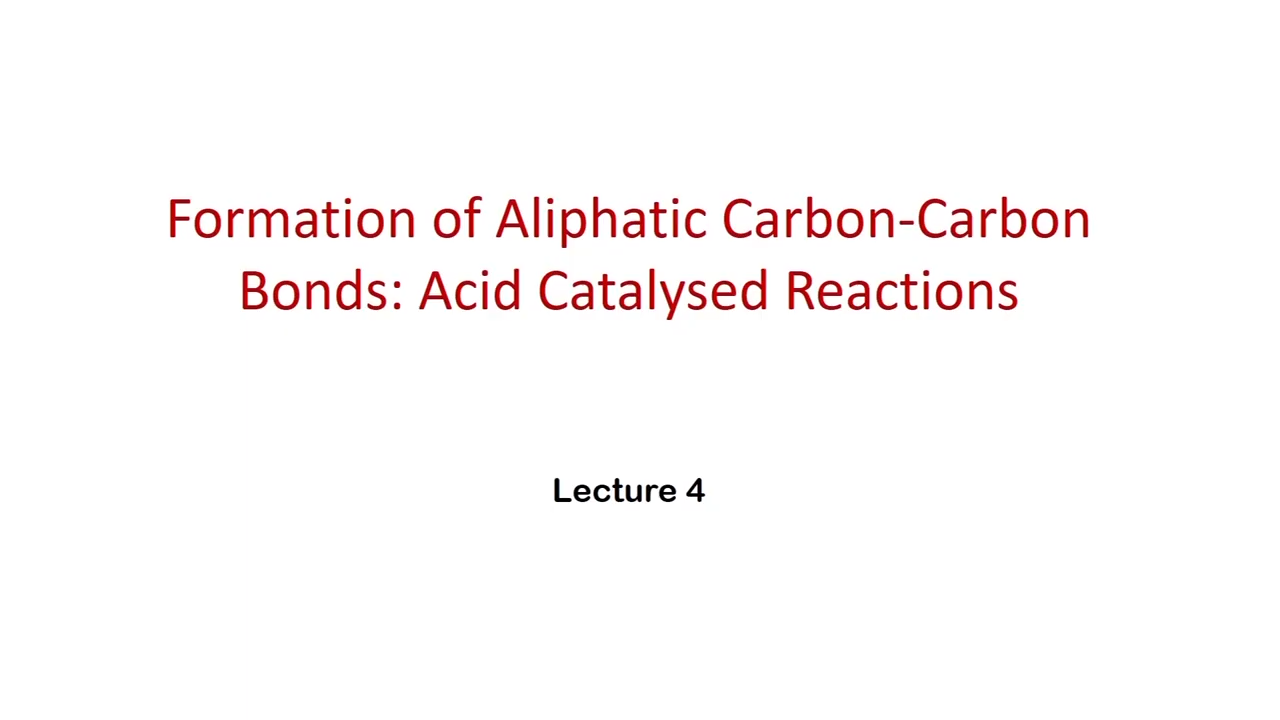 Formation of Aliphatic Carbon-Carbon
Bonds: Acid Catalysed Reactions
Lecture 4